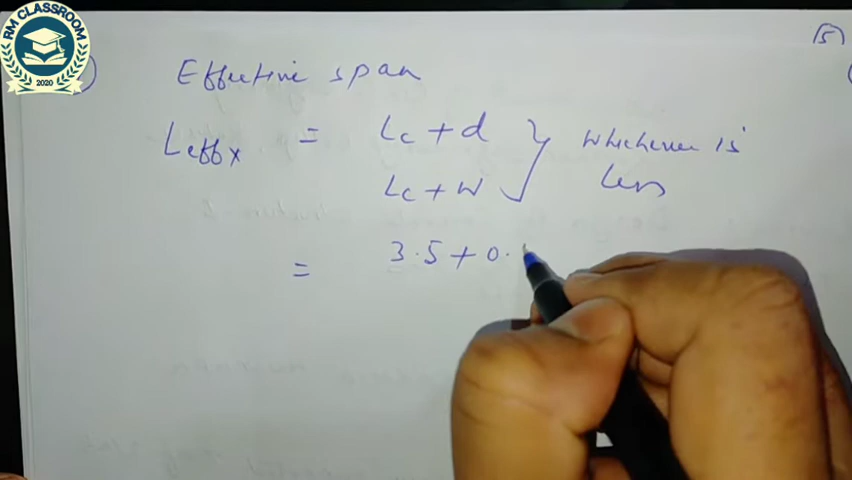 RM CLASSROOM
2020
(5)
Effective span
Leffx = Lc + d } Whichever is
Lc + W less
= 3.5 + 0.